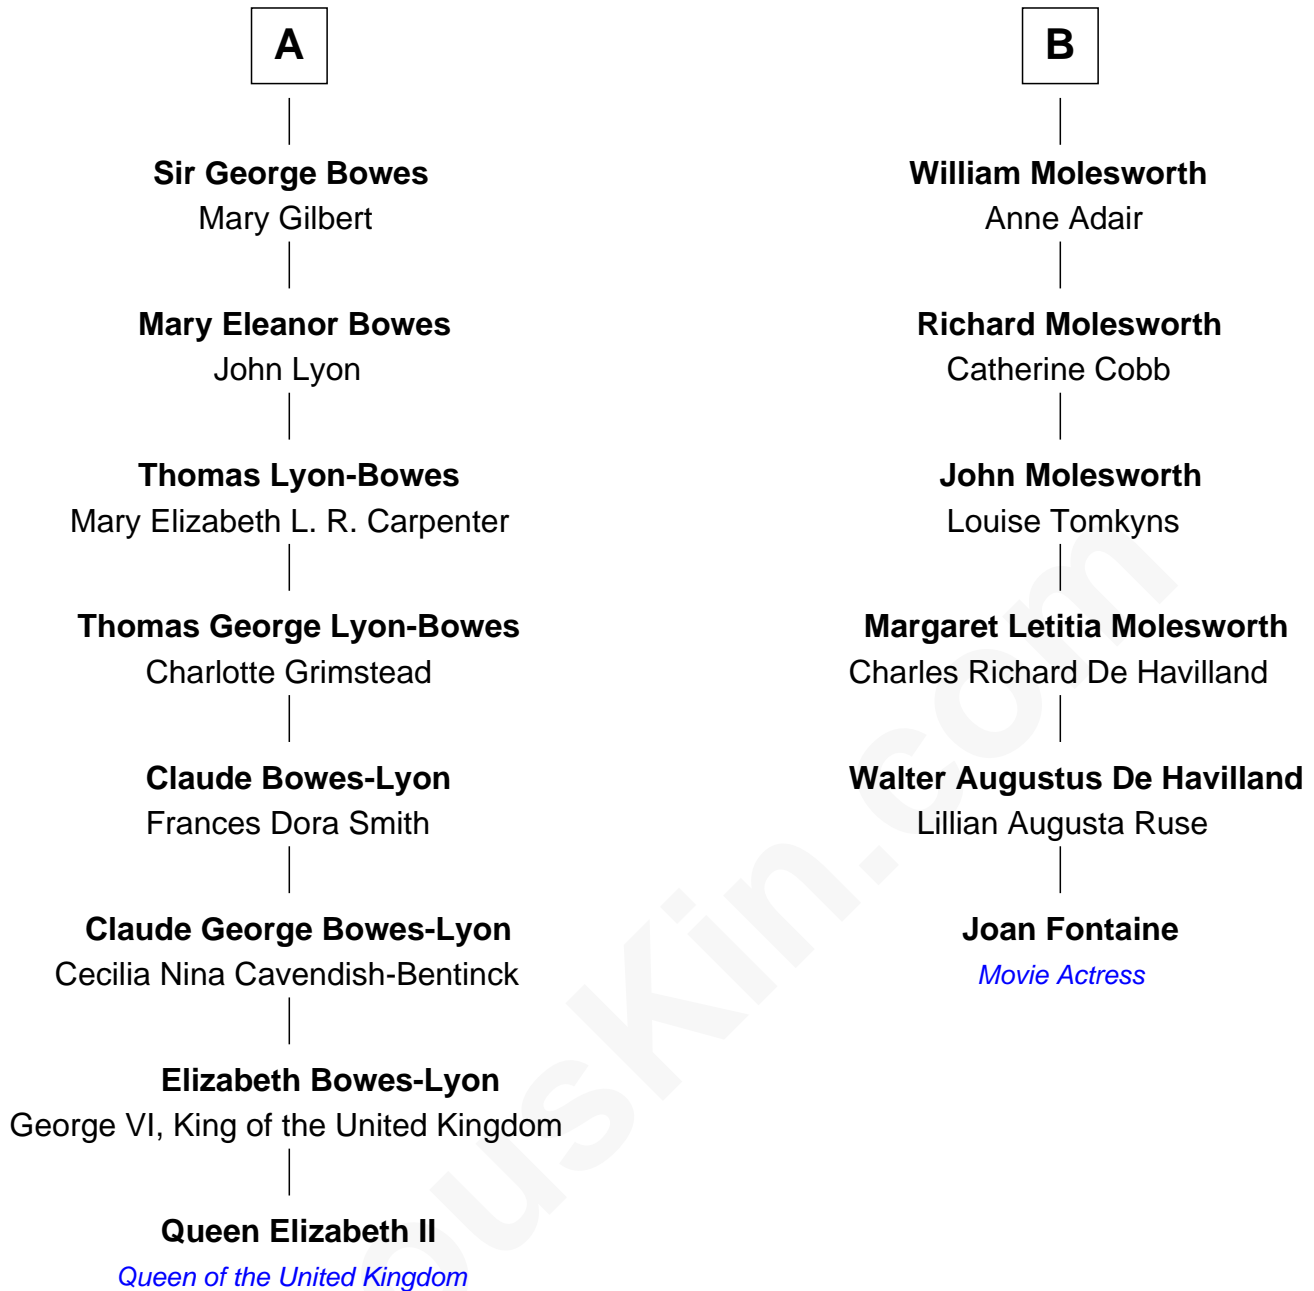 A
Sir George Bowes
Mary Gilbert
Mary Eleanor Bowes
John Lyon
Thomas Lyon-Bowes
Mary Elizabeth L. R. Carpenter
Thomas George Lyon-Bowes
Charlotte Grimstead
Claude Bowes-Lyon
Frances Dora Smith
Claude George Bowes-Lyon
Cecilia Nina Cavendish-Bentinck
Elizabeth Bowes-Lyon
George VI, King of the United Kingdom
Queen Elizabeth II
Queen of the United Kingdom
B
William Molesworth
Anne Adair
Richard Molesworth
Catherine Cobb
John Molesworth
Louise Tomkyns
Margaret Letitia Molesworth
Charles Richard De Havilland
Walter Augustus De Havilland
Lillian Augusta Ruse
Joan Fontaine
Movie Actress